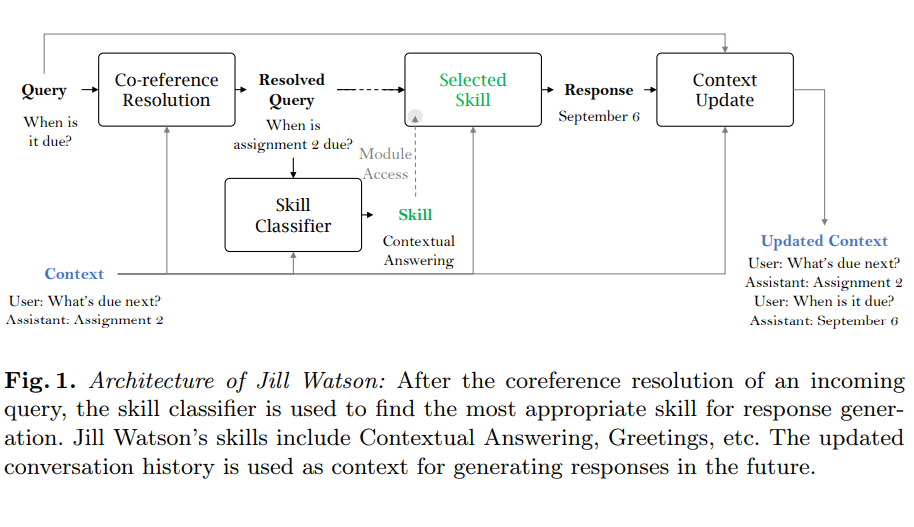 Query
When is
it due?
Co-reference
Resolution
Resolved
Query
When is
assignment 2 due?
Selected
Skill
Response
September 6
Context
Update
Module
Access
Skill
Classifier
Skill
Contextual
Answering
Context
User: What's due next?
Assistant: Assignment 2
Updated Context
User: What's due next?
Assistant: Assignment 2
User: When is it due?
Assistant: September 6
Fig. 1. Architecture of Jill Watson: After the coreference resolution of an incoming
query, the skill classifier is used to find the most appropriate skill for response gener-
ation. Jill Watson's skills include Contextual Answering, Greetings, etc. The updated
conversation history is used as context for generating responses in the future.